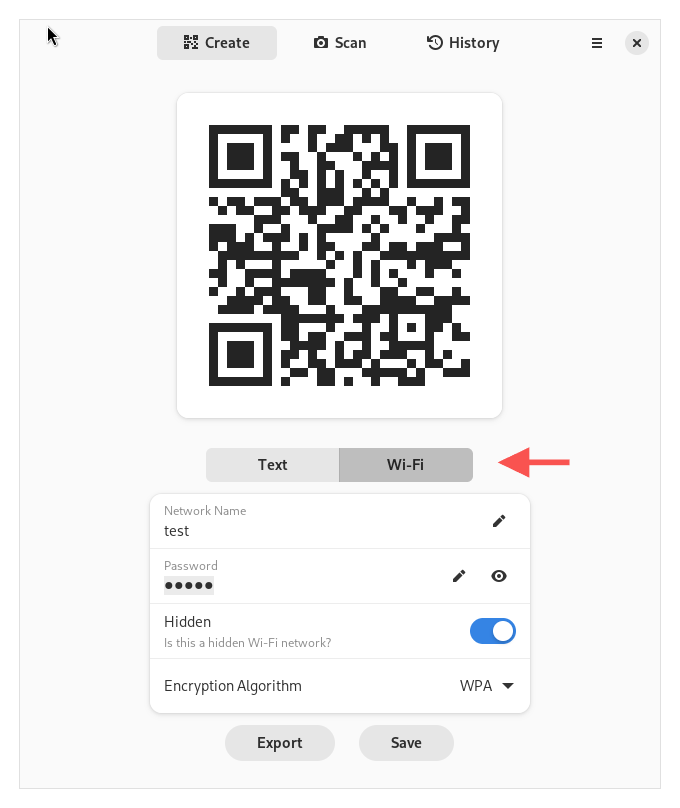 Create Scan History
Text Wi-Fi
Network Name
test
Password
●●●●●
Hidden
Is this a hidden Wi-Fi network?
Encryption Algorithm WPA
Export Save